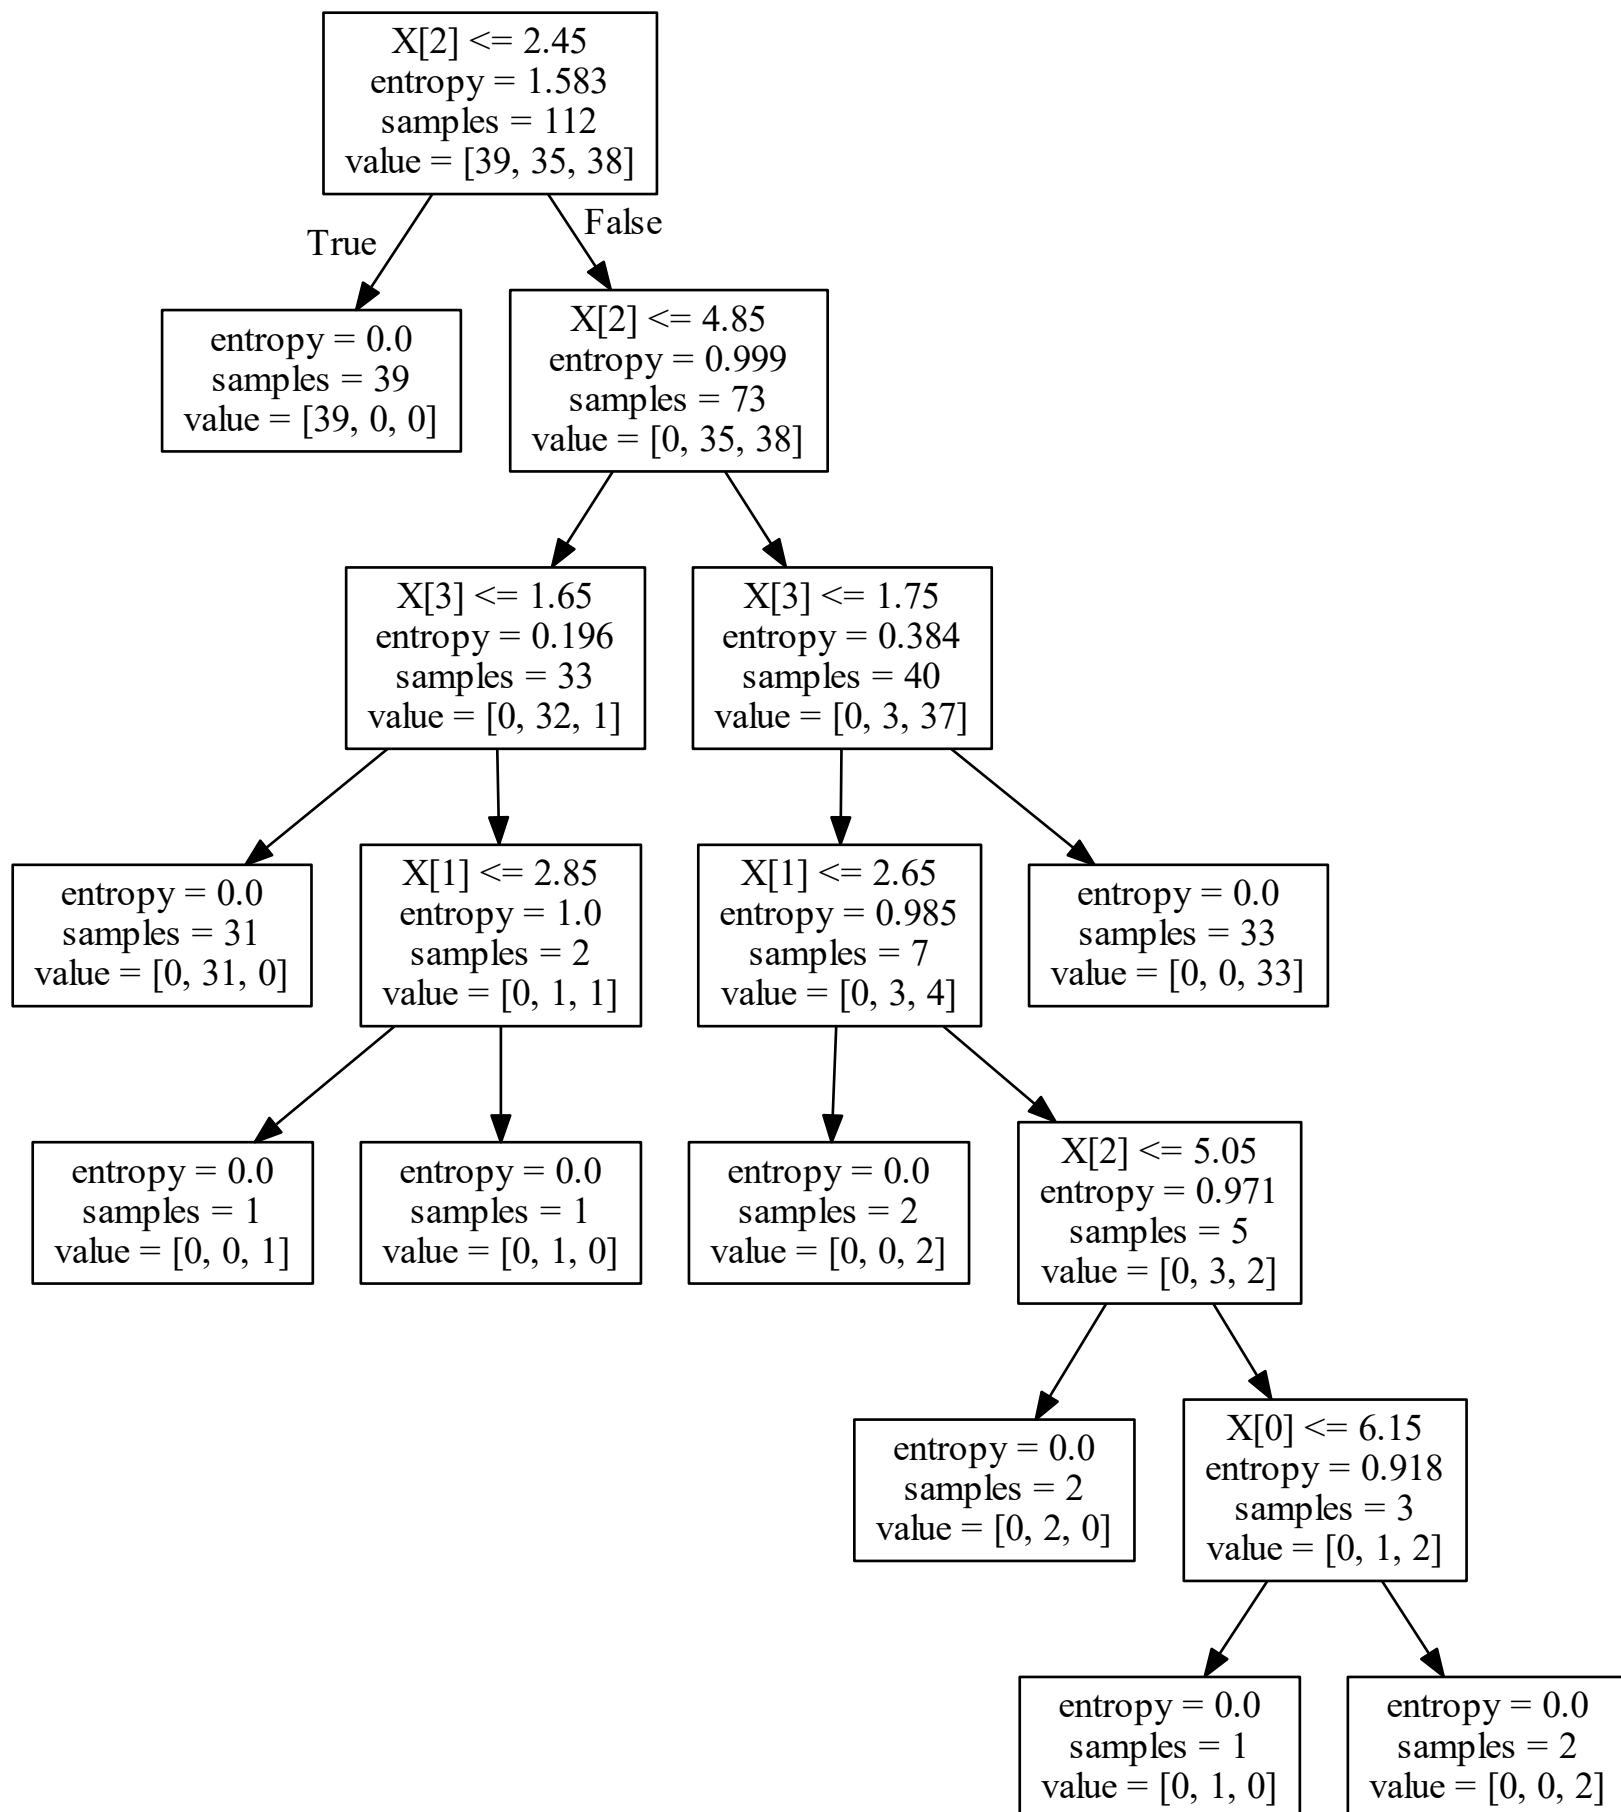 X[2] <= 2.45
entropy = 1.583
samples = 112
value = [39, 35, 38]
True
False
entropy = 0.0
samples = 39
value = [39, 0, 0]
X[2] <= 4.85
entropy = 0.999
samples = 73
value = [0, 35, 38]
X[3] <= 1.65
entropy = 0.196
samples = 33
value = [0, 32, 1]
X[3] <= 1.75
entropy = 0.384
samples = 40
value = [0, 3, 37]
entropy = 0.0
samples = 31
value = [0, 31, 0]
X[1] <= 2.85
entropy = 1.0
samples = 2
value = [0, 1, 1]
X[1] <= 2.65
entropy = 0.985
samples = 7
value = [0, 3, 4]
entropy = 0.0
samples = 33
value = [0, 0, 33]
entropy = 0.0
samples = 1
value = [0, 0, 1]
entropy = 0.0
samples = 1
value = [0, 1, 0]
entropy = 0.0
samples = 2
value = [0, 0, 2]
X[2] <= 5.05
entropy = 0.971
samples = 5
value = [0, 3, 2]
entropy = 0.0
samples = 2
value = [0, 2, 0]
X[0] <= 6.15
entropy = 0.918
samples = 3
value = [0, 1, 2]
entropy = 0.0
samples = 1
value = [0, 1, 0]
entropy = 0.0
samples = 2
value = [0, 0, 2]